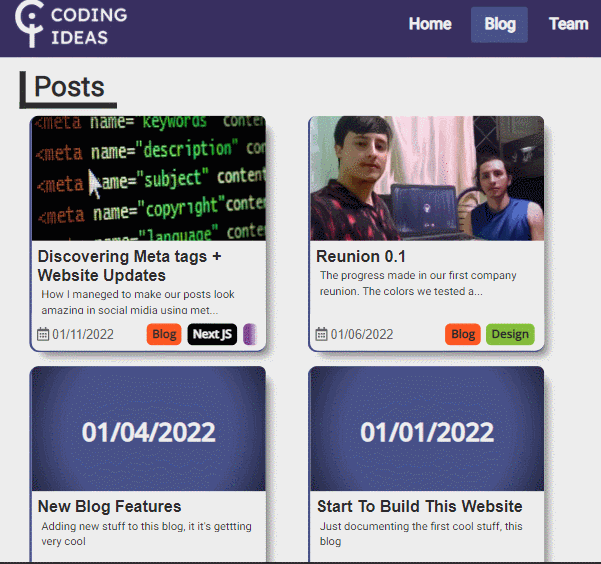 CODING
IDEAS
Home
Blog
Team
Posts
<meta name="keywords" conten
<meta name="description" con
<meta name="subject" content
<meta name="copyright"conte
name="language" conte
Discovering Meta tags +
Website Updates
How I maneged to make our posts look
amazing in social midia using met...
01/11/2022
Blog
Next JS
Reunion 0.1
The progress made in our first company
reunion. The colors we tested a...
01/06/2022
Blog
Design
01/04/2022
New Blog Features
Adding new stuff to this blog, it it's gettting
very cool
01/01/2022
Start To Build This Website
Just documenting the first cool stuff, this
blog